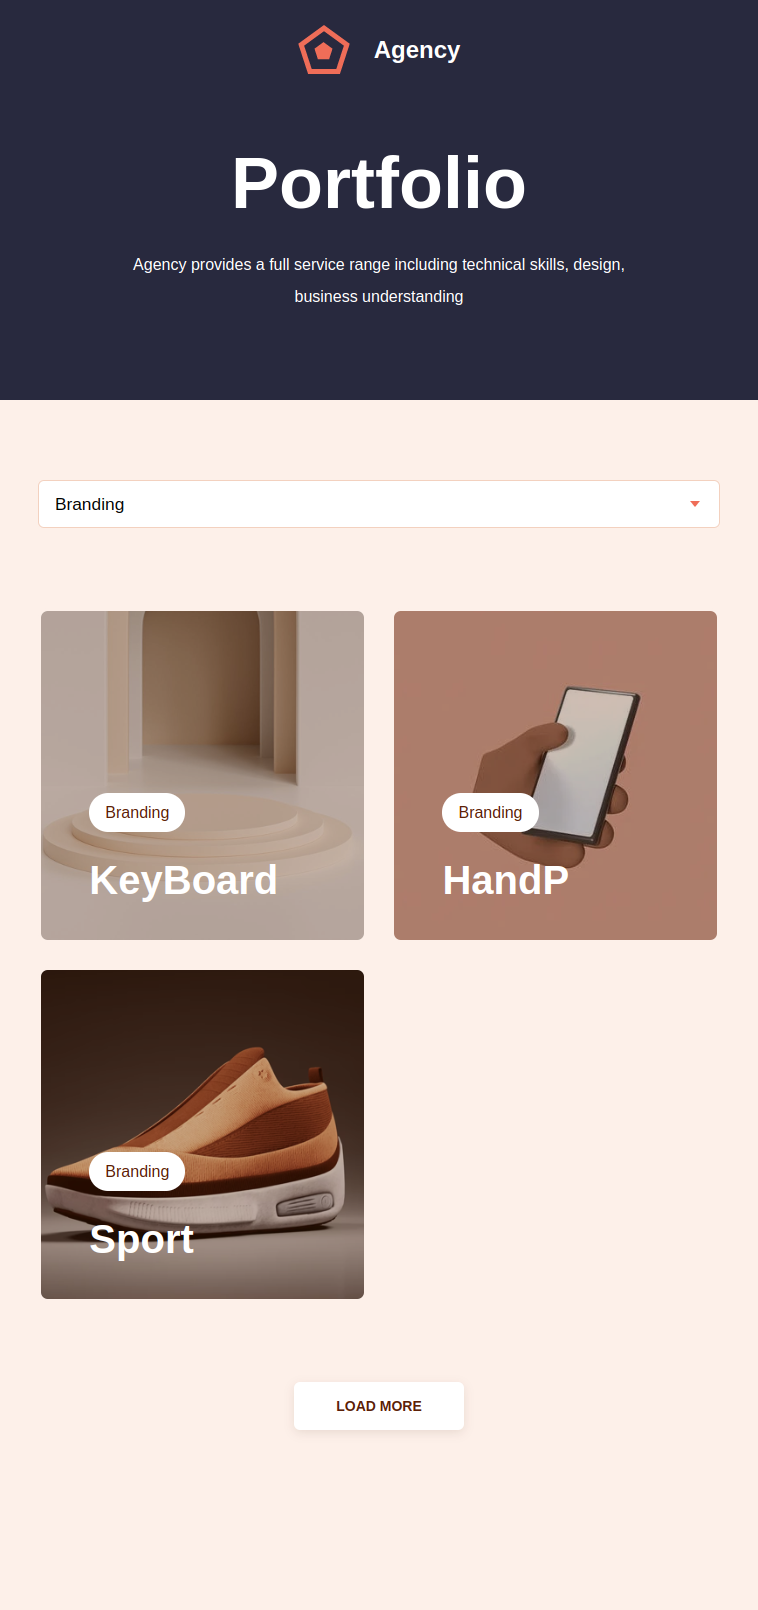 Agency
Portfolio
Agency provides a full service range including technical skills, design,
business understanding
Branding
Branding
KeyBoard
Branding
HandP
Branding
Sport
LOAD MORE